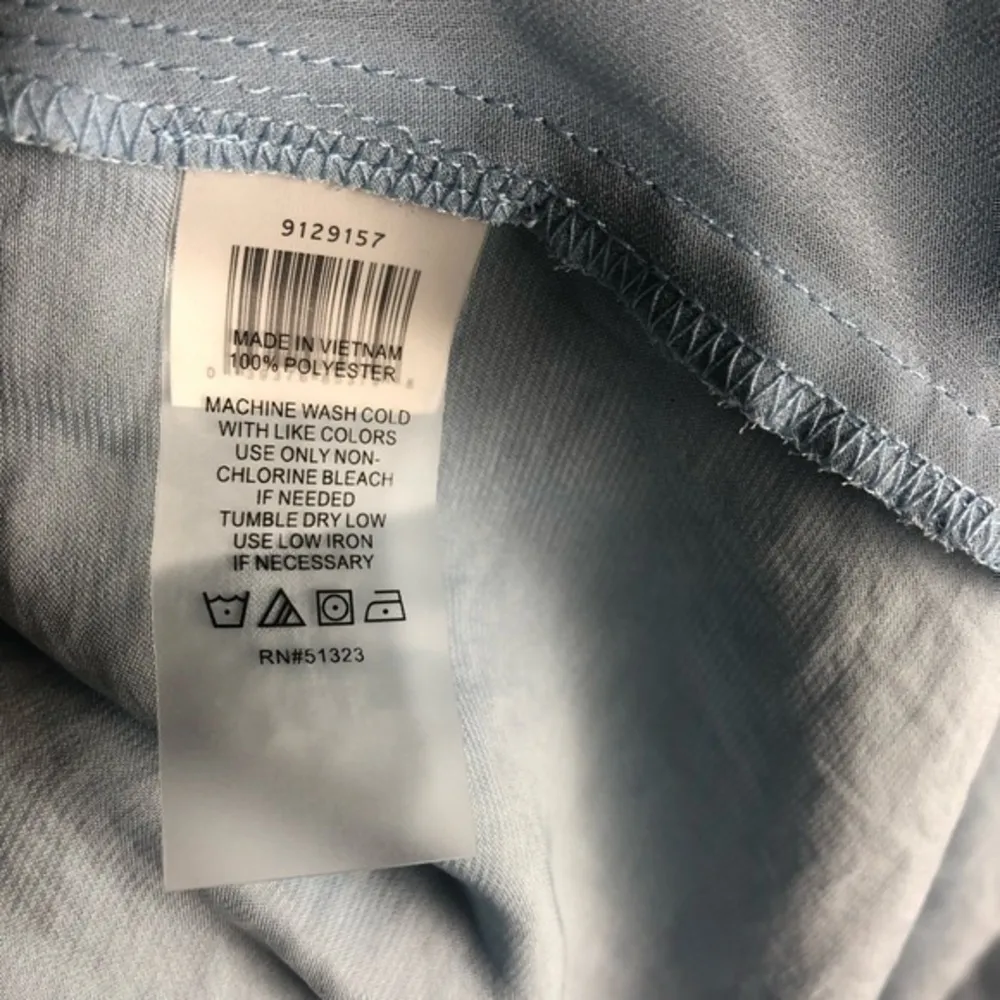 9129157
MADE IN VIETNAM
100% POLYESTER
MACHINE WASH COLD
WITH LIKE COLORS
USE ONLY NON-
CHLORINE BLEACH
IF NEEDED
TUMBLE DRY LOW
USE LOW IRON
IF NECESSARY
RN#51323